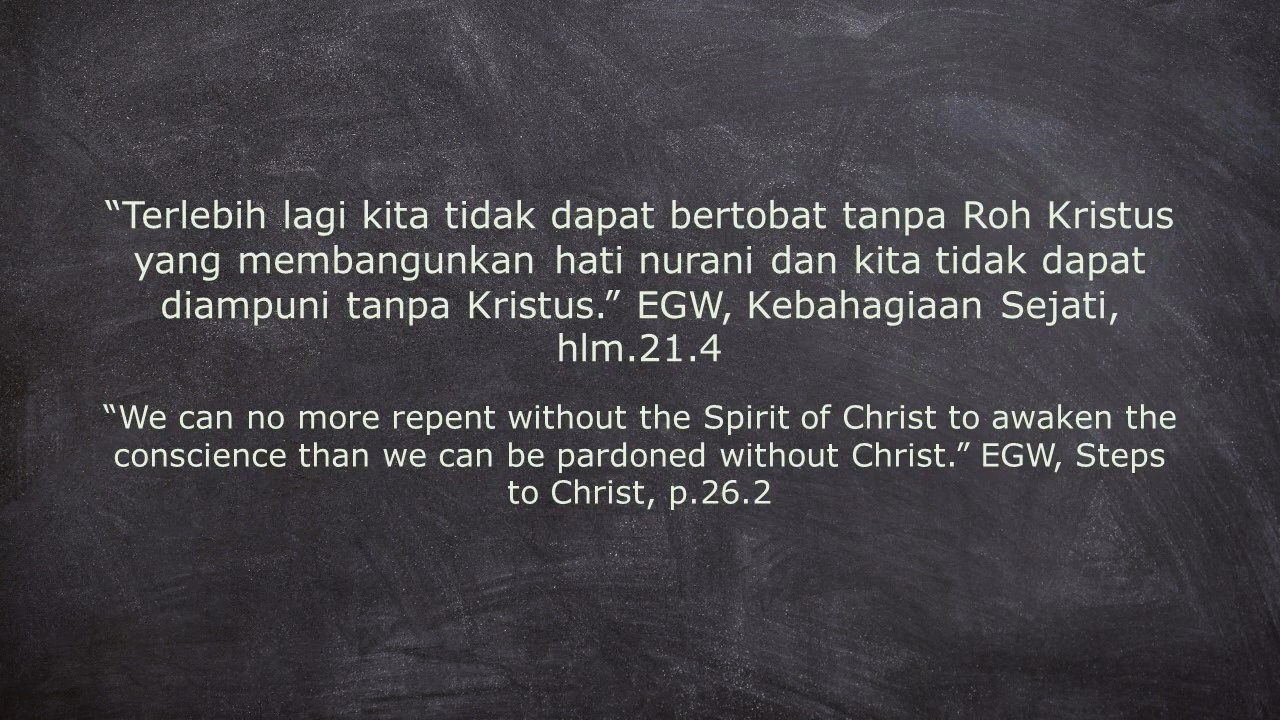 “Terlebih lagi kita tidak dapat bertobat tanpa Roh Kristus
yang membangunkan hati nurani dan kita tidak dapat
diampuni tanpa Kristus.” EGW, Kebahagiaan Sejati,
hlm.21.4
“We can no more repent without the Spirit of Christ to awaken the
conscience than we can be pardoned without Christ.” EGW, Steps
to Christ, p.26.2